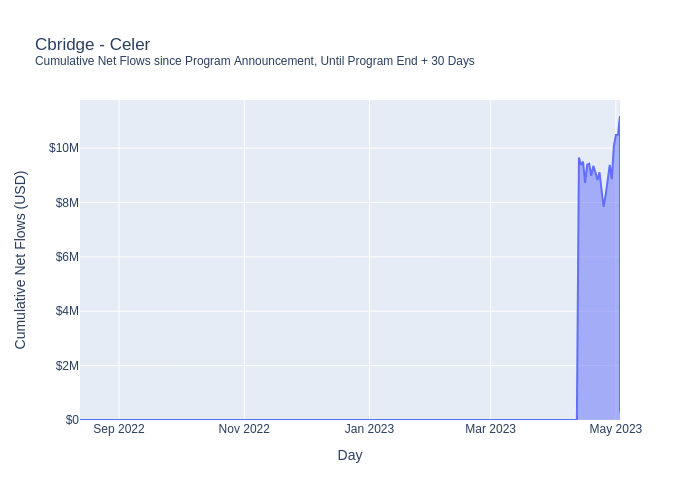 Cbridge - Celer
Cumulative Net Flows since Program Announcement, Until Program End + 30 Days
Cumulative Net Flows (USD)
$10M
$8M
$6M
$4M
$2M
$0
Sep 2022
Nov 2022
Jan 2023
Mar 2023
May 2023
Day